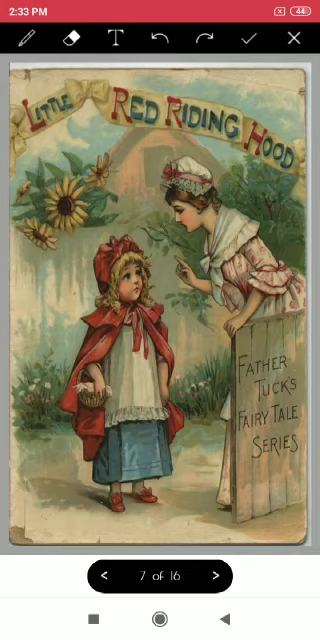 2:33 PM
44
T
LITTLE RED RIDING HOOD
FATHER
TUCK'S
FAIRY TALE
SERIES
7 of 16